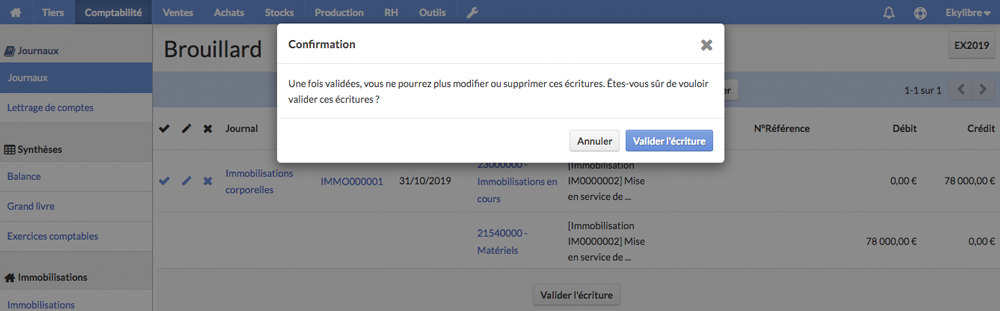 Tiers Comptabilité Ventes Achats Stocks Production RH Outils Ekylibre
Journaux
Journaux
Lettrage de comptes
Synthèses
Balance
Grand livre
Exercices comptables
Immobilisations
Immobilisations
Brouillard
EX2019
Confirmation
Une fois validées, vous ne pourrez plus modifier ou supprimer ces écritures. Êtes-vous sûr de vouloir
valider ces écritures ?
Annuler Valider l'écriture
1-1 sur 1
Journal N°Référence Débit Crédit
Immobilisations
corporelles
IMMO000001
31/10/2019
23000000 -
Immobilisations en
cours
[Immobilisation
IM0000002] Mise
en service de ...
0,00 €
78 000,00 €
21540000 -
Matériels
[Immobilisation
IM0000002] Mise
en service de ...
78 000,00 €
0,00 €
Valider l'écriture